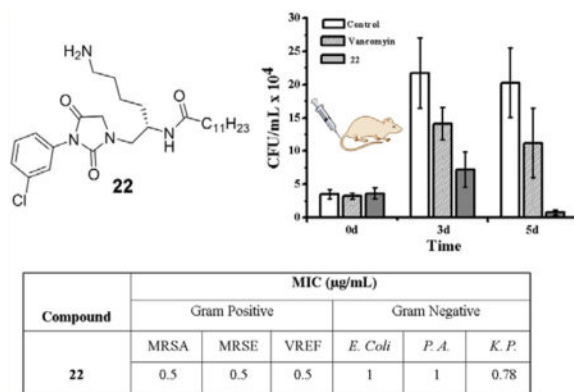 H₂N
O
N
N
N
H
O
C₁₁H₂₃
O
Cl
22
CFU/mL x 10⁴
30
25
20
15
10
5
0
Control
Vancomyin
22
0d 3d 5d
Time
Compound
MIC (µg/mL)
Gram Positive Gram Negative
MRSA MRSE VREF E. Coli P. A. K. P.
22 0.5 0.5 0.5 1 1 0.78